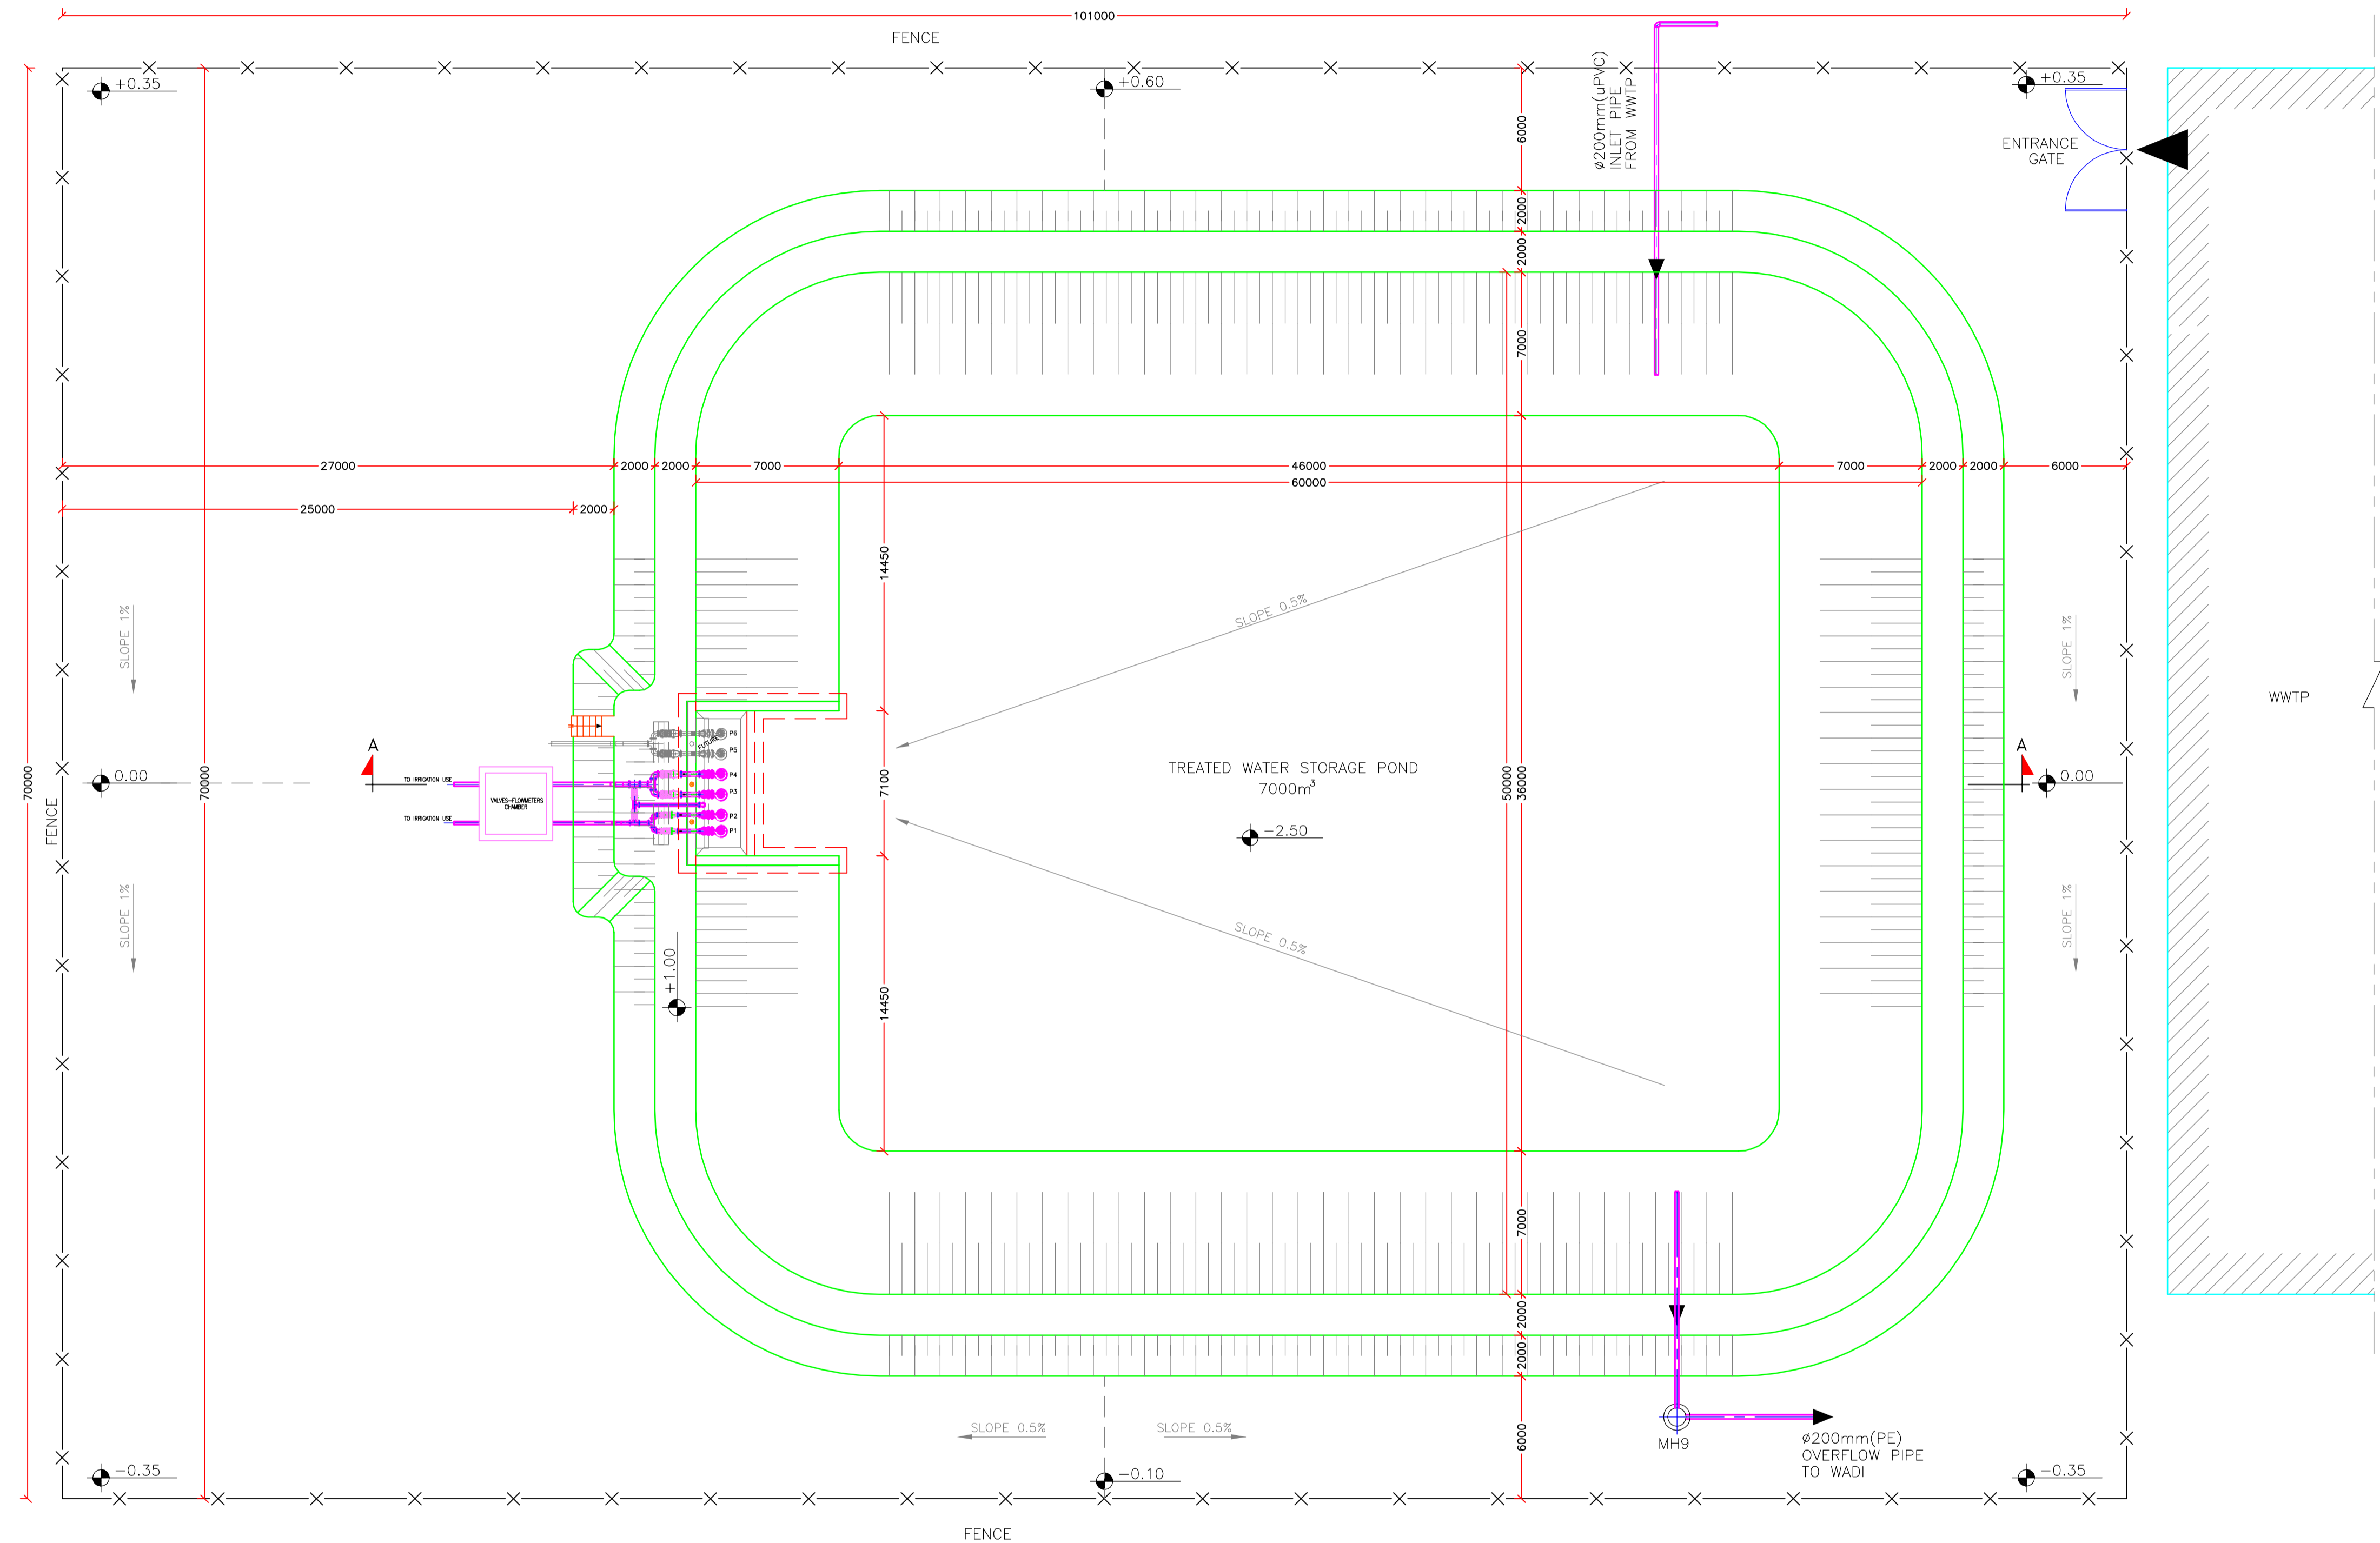 101000
FENCE
+0.35
+0.60
+0.35
ø200mm(uPVC)
INLET PIPE
FROM WWTP
6000
ENTRANCE
GATE
2000
2000
7000
27000
2000
2000
7000
46000
7000
2000
2000
6000
60000
25000
2000
14450
SLOPE 0.5%
SLOPE 1%
SLOPE 1%
WWTP
P6
FUTURE
P5
P4
P3
P2
P1
A
A
0.00
0.00
TO IRRIGATION USE
TO IRRIGATION USE
VALVES-FLOWMETERS
CHAMBER
70000
70000
FENCE
7100
TREATED WATER STORAGE POND
7000m3
-2.50
50000
36000
SLOPE 1%
SLOPE 1%
SLOPE 0.5%
+1.00
14450
7000
2000
2000
6000
SLOPE 0.5%
SLOPE 0.5%
MH9
ø200mm(PE)
OVERFLOW PIPE
TO WADI
-0.35
-0.10
-0.35
FENCE